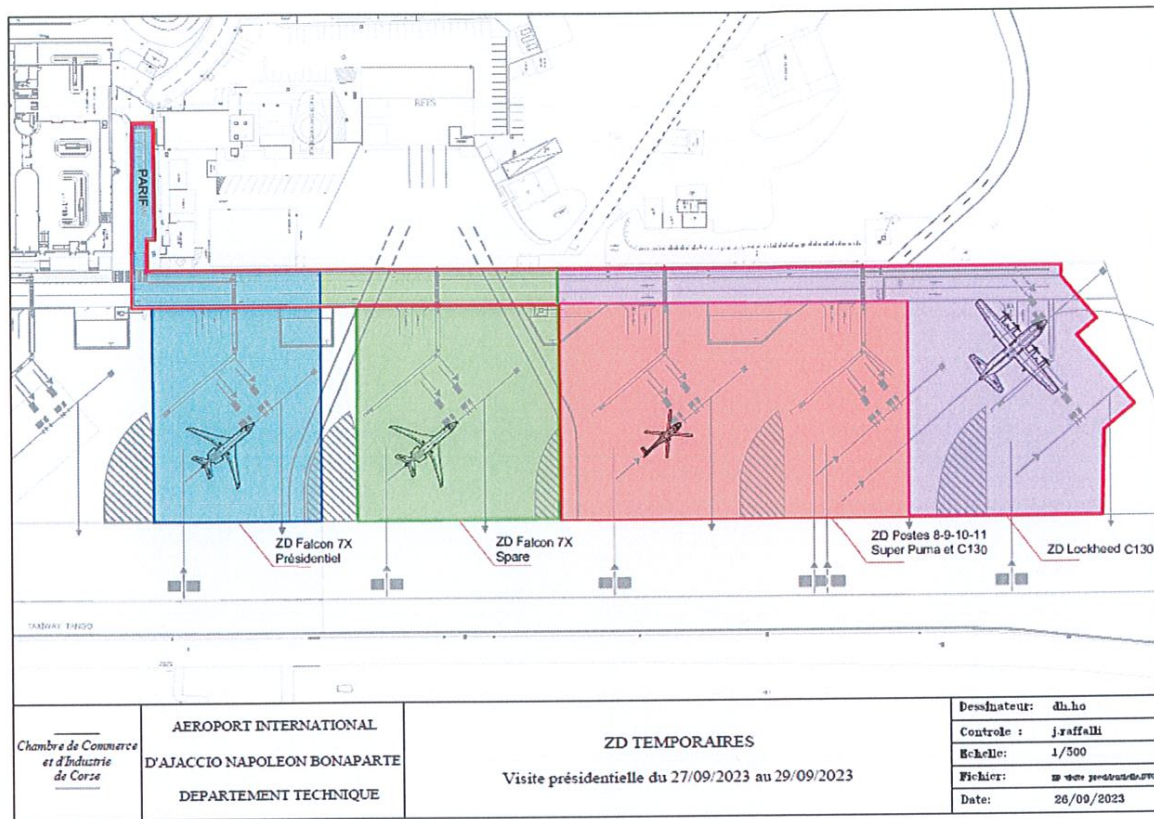 REPS
PARIF
ZD Falcon 7X
Présidentiel
ZD Falcon 7X
Spare
ZD Postes 8-9-10-11
Super Puma et C130
ZD Lockheed C130
TAXIWAY TANGO
Chambre de Commerce
et d'Industrie
de Corse
AEROPORT INTERNATIONAL
D'AJACCIO NAPOLEON BONAPARTE
DEPARTEMENT TECHNIQUE
ZD TEMPORAIRES
Visite présidentielle du 27/09/2023 au 29/09/2023
Dessinateur: dh.ho
Controle : j.raffalli
Echelle: 1/500
Fichier:
Date: 26/09/2023